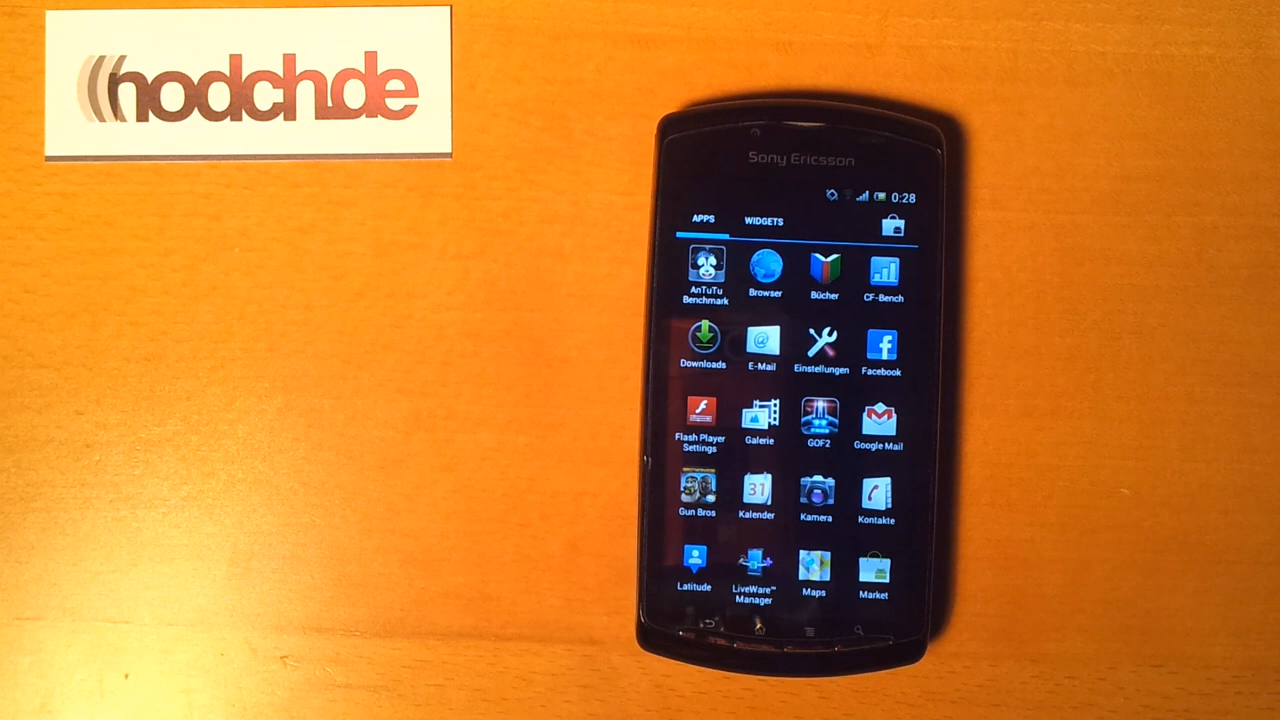 hodch.de
Sony Ericsson
0:28
APPS WIDGETS
AnTuTu
Benchmark
Browser
Bücher
CF-Bench
Downloads
E-Mail
Einstellungen
Facebook
Flash Player
Settings
Galerie
GOF2
Google Mail
Gun Bros
31
Kalender
Kamera
Kontakte
Latitude
LiveWare™
Manager
Maps
Market